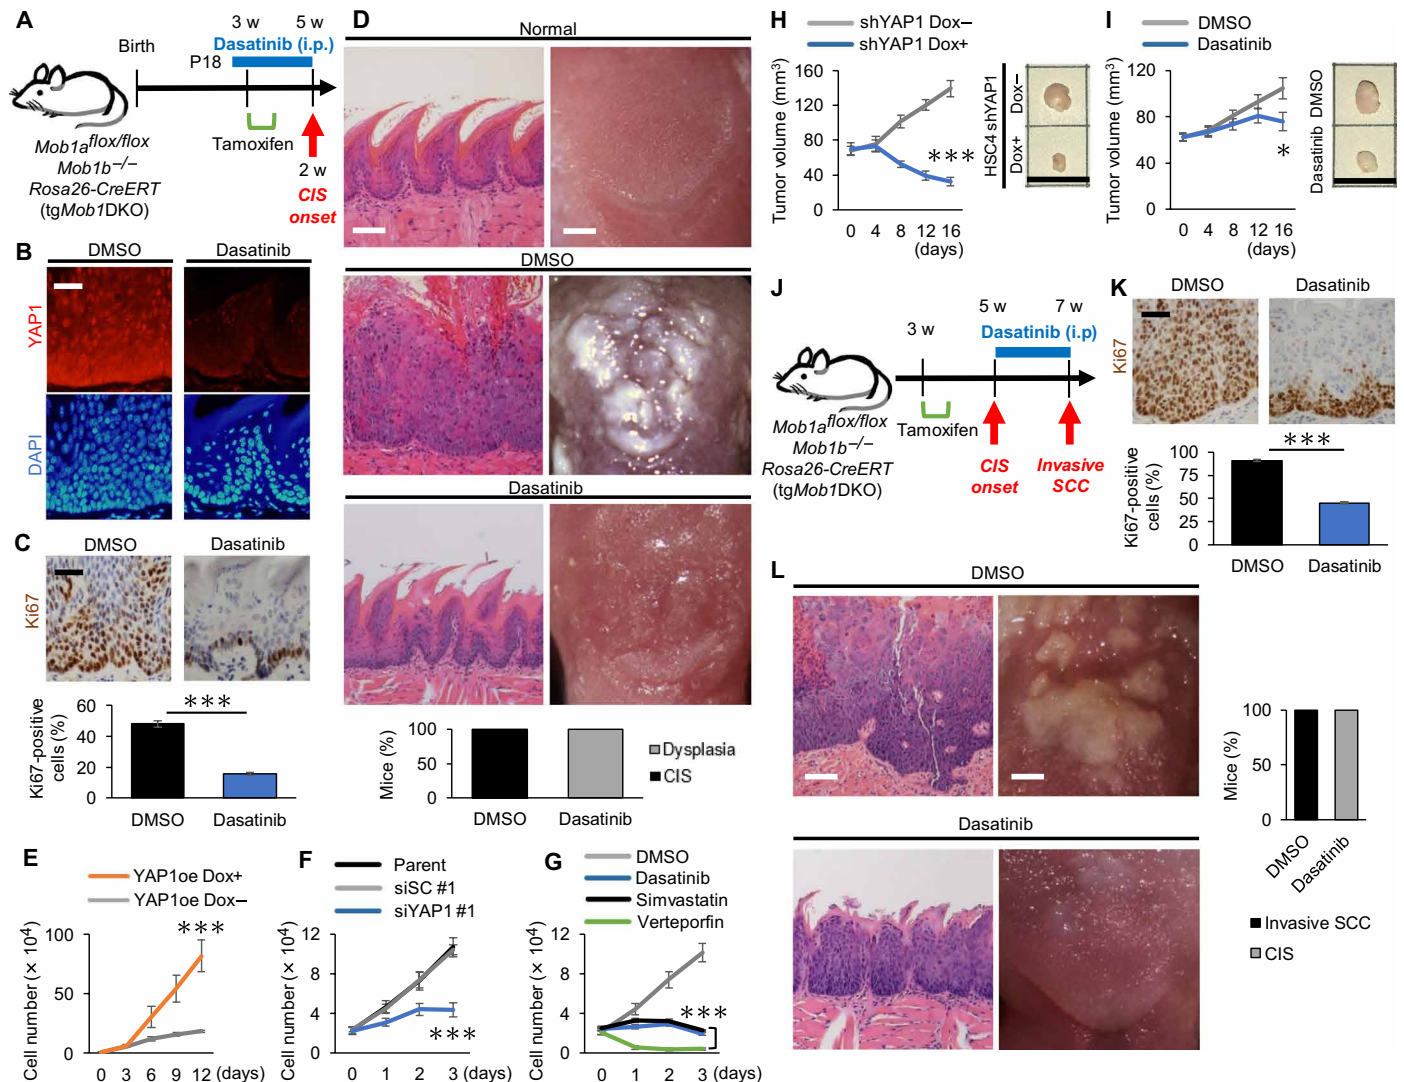 A
3 w
5 w
Birth
Dasatinib (i.p.)
P18
Tamoxifen
2 w
CIS
onset
Mob1a^flox/flox
Mob1b^−/−
Rosa26-CreERT
(tgMob1DKO)
B
DMSO
Dasatinib
YAP1
DAPI
C
DMSO
Dasatinib
Ki67
Ki67-positive
cells (%)
60
40
20
0
***
DMSO
Dasatinib
D
Normal
DMSO
Dasatinib
Mice (%)
100
50
0
DMSO
Dasatinib
Dysplasia
CIS
E
YAP1oe Dox+
YAP1oe Dox−
Cell number (× 10⁴)
100
50
0
***
0 3 6 9 12 (days)
F
Parent
siSC #1
siYAP1 #1
Cell number (× 10⁴)
12
8
4
0
***
0 1 2 3 (days)
G
DMSO
Dasatinib
Simvastatin
Verteporfin
Cell number (× 10⁴)
12
8
4
0
***
0 1 2 3 (days)
H
shYAP1 Dox−
shYAP1 Dox+
Tumor volume (mm³)
160
120
80
40
0
***
0 4 8 12 16
(days)
HSC4 shYAP1
Dox−
Dox+
I
DMSO
Dasatinib
Tumor volume (mm³)
120
80
40
0
*
0 4 8 12 16
(days)
DMSO
Dasatinib
J
3 w
5 w
7 w
Dasatinib (i.p)
Tamoxifen
CIS
onset
Invasive
SCC
Mob1a^flox/flox
Mob1b^−/−
Rosa26-CreERT
(tgMob1DKO)
K
DMSO
Dasatinib
Ki67
Ki67-positive
cells (%)
100
75
50
25
0
***
DMSO
Dasatinib
L
DMSO
Dasatinib
Mice (%)
100
50
0
DMSO
Dasatinib
Invasive SCC
CIS